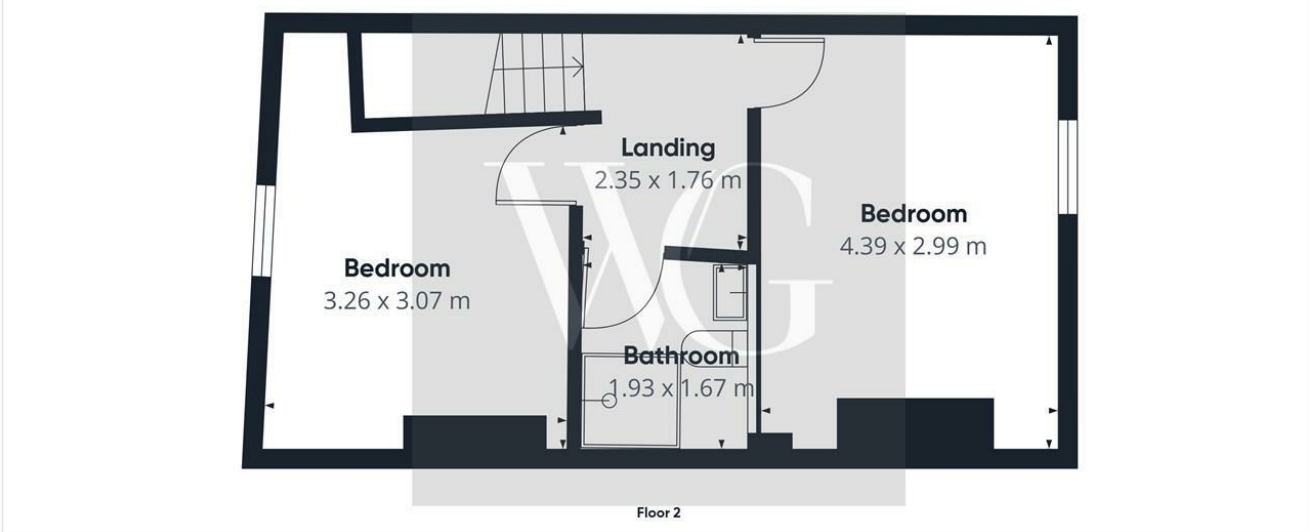 Landing
2.35 x 1.76 m
Bedroom
4.39 x 2.99 m
Bedroom
3.26 x 3.07 m
Bathroom
1.93 x 1.67 m
WG
Floor 2